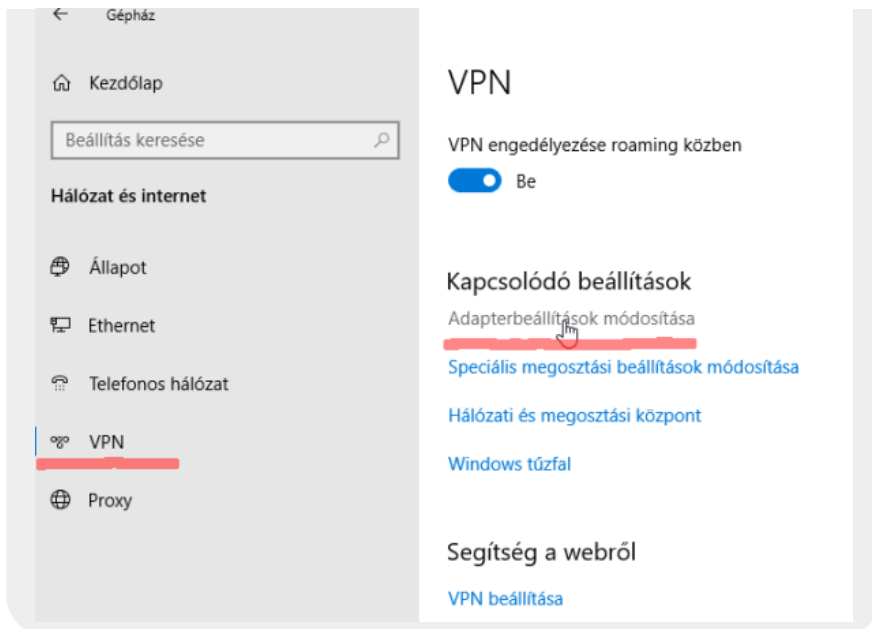 Gépház
Kezdőlap
Beállítás keresése
Hálózat és internet
Állapot
Ethernet
Telefonos hálózat
VPN
Proxy
VPN
VPN engedélyezése roaming közben
Be
Kapcsolódó beállítások
Adapterbeállítások módosítása
Speciális megosztási beállítások módosítása
Hálózati és megosztási központ
Windows tűzfal
Segítség a webről
VPN beállítása